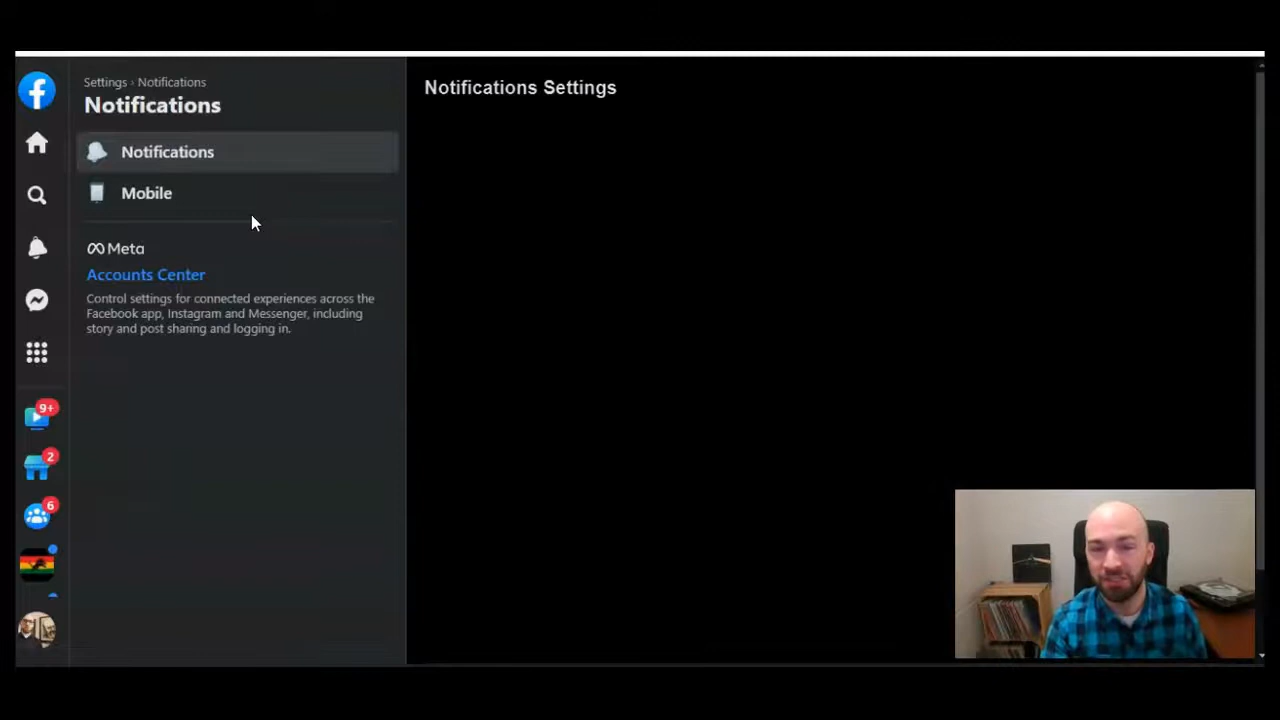 Settings › Notifications
Notifications
Notifications
Mobile
Meta
Accounts Center
Control settings for connected experiences across the
Facebook app, Instagram and Messenger, including
story and post sharing and logging in.
9+
2
6
Notifications Settings